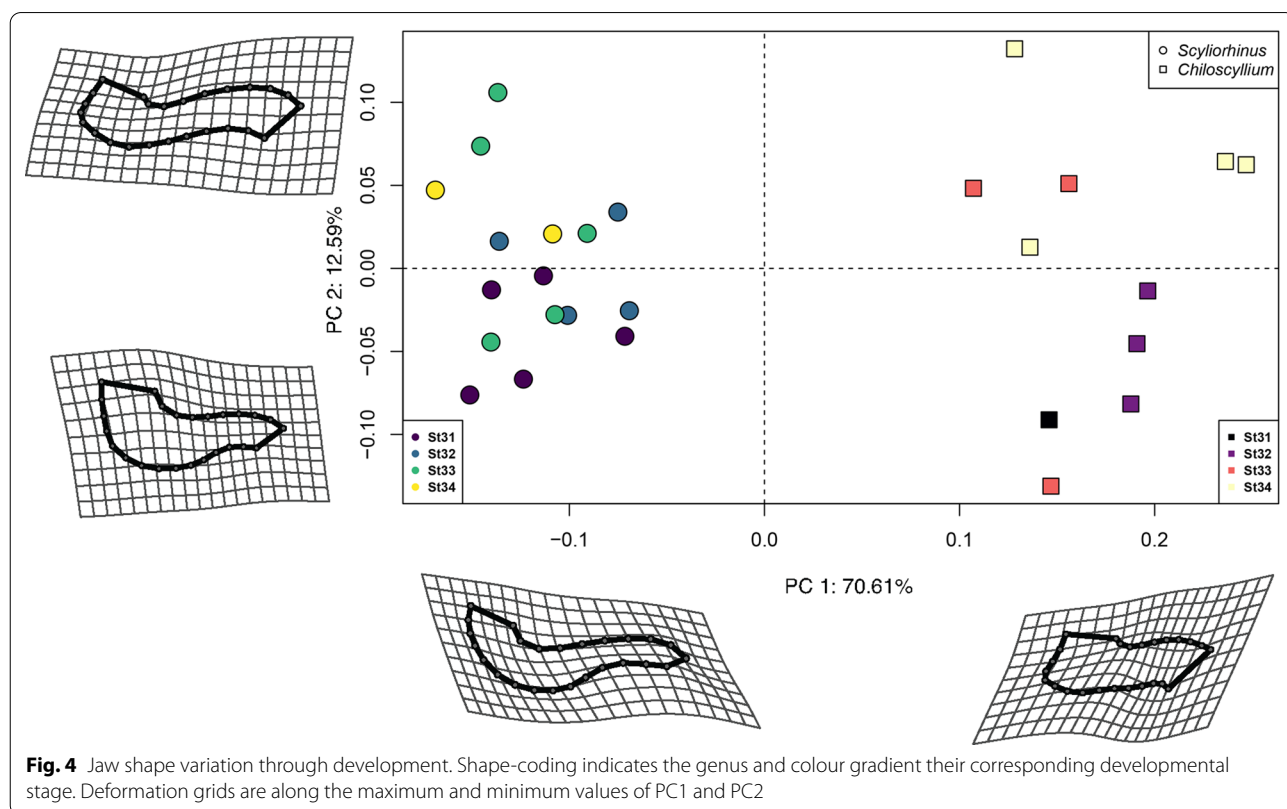 Scyliorhinus
Chiloscyllium
PC 2: 12.59%
0.10
0.05
0.00
−0.05
−0.10
St31
St32
St33
St34
St31
St32
St33
St34
−0.1
0.0
0.1
0.2
PC 1: 70.61%
Fig. 4 Jaw shape variation through development. Shape-coding indicates the genus and colour gradient their corresponding developmental
stage. Deformation grids are along the maximum and minimum values of PC1 and PC2